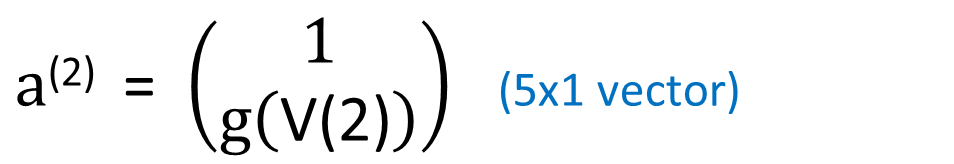 a(2) = (1
g(V(2))) (5x1 vector)